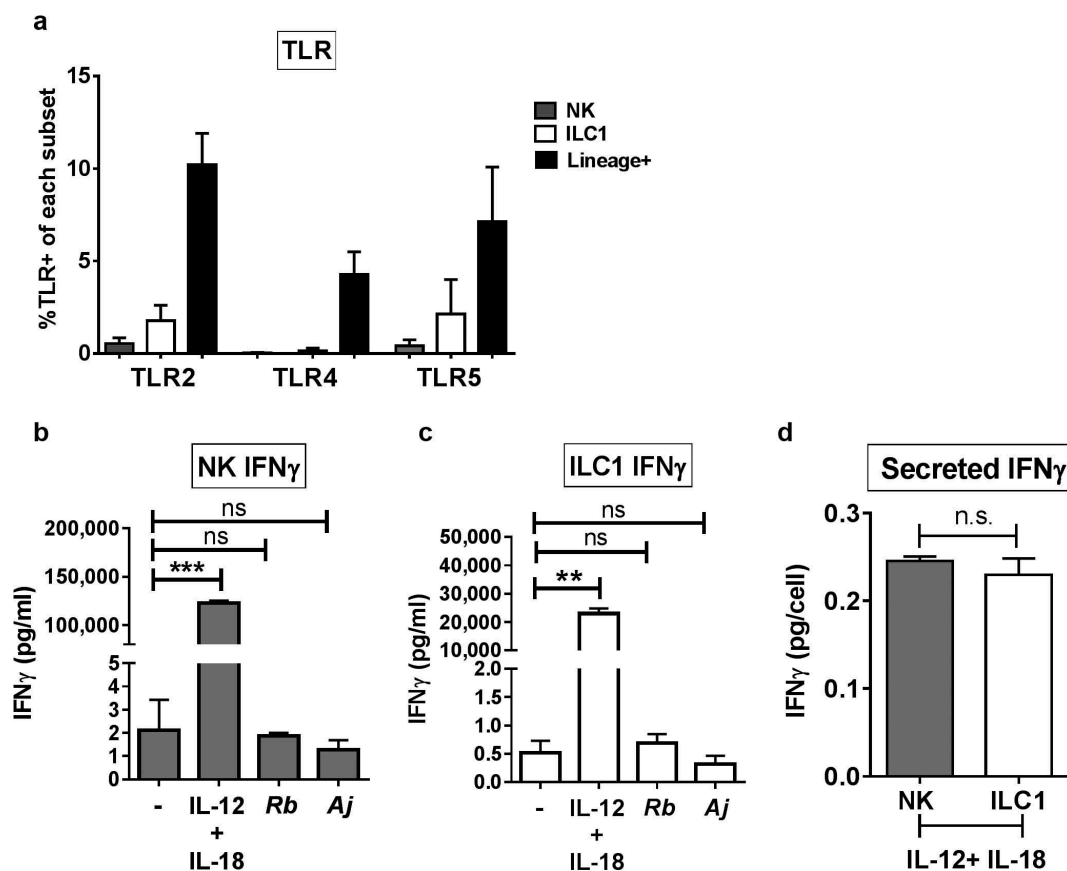 a
TLR
15
10
5
0
%TLR+ of each subset
TLR2 TLR4 TLR5
NK
ILC1
Lineage+
b
NK IFNγ
ns
ns
***
200,000
150,000
100,000
5
4
3
2
1
0
IFNγ (pg/ml)
- IL-12 + IL-18 Rb Aj
c
ILC1 IFNγ
ns
ns
**
50,000
40,000
30,000
20,000
10,000
2.0
1.5
1.0
0.5
0.0
IFNγ (pg/ml)
- IL-12 + IL-18 Rb Aj
d
Secreted IFNγ
n.s.
0.3
0.2
0.1
0.0
IFNγ (pg/cell)
NK ILC1
IL-12+ IL-18